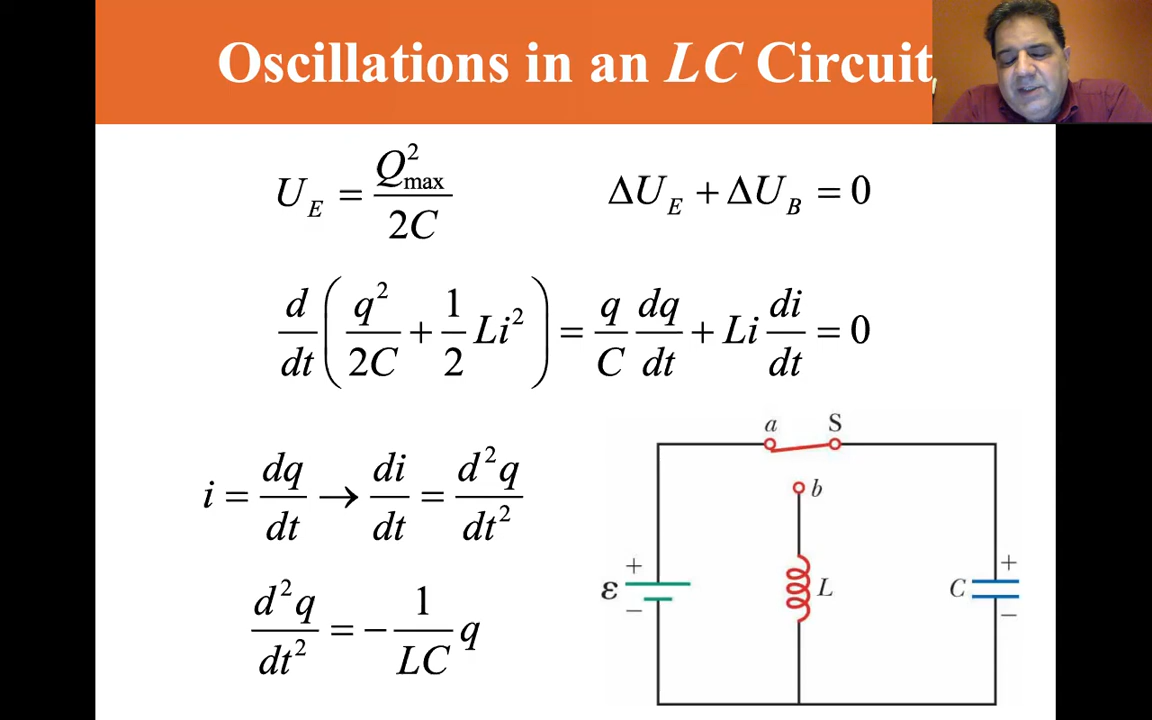 Oscillations in an LC Circuit
U_E = Q²_max / 2C
ΔU_E + ΔU_B = 0
d/dt ( q²/2C + 1/2 Li² ) = q/C dq/dt + Li di/dt = 0
i = dq/dt → di/dt = d²q/dt²
d²q/dt² = − 1/LC q
a S
b
+ +
ε L C
− −